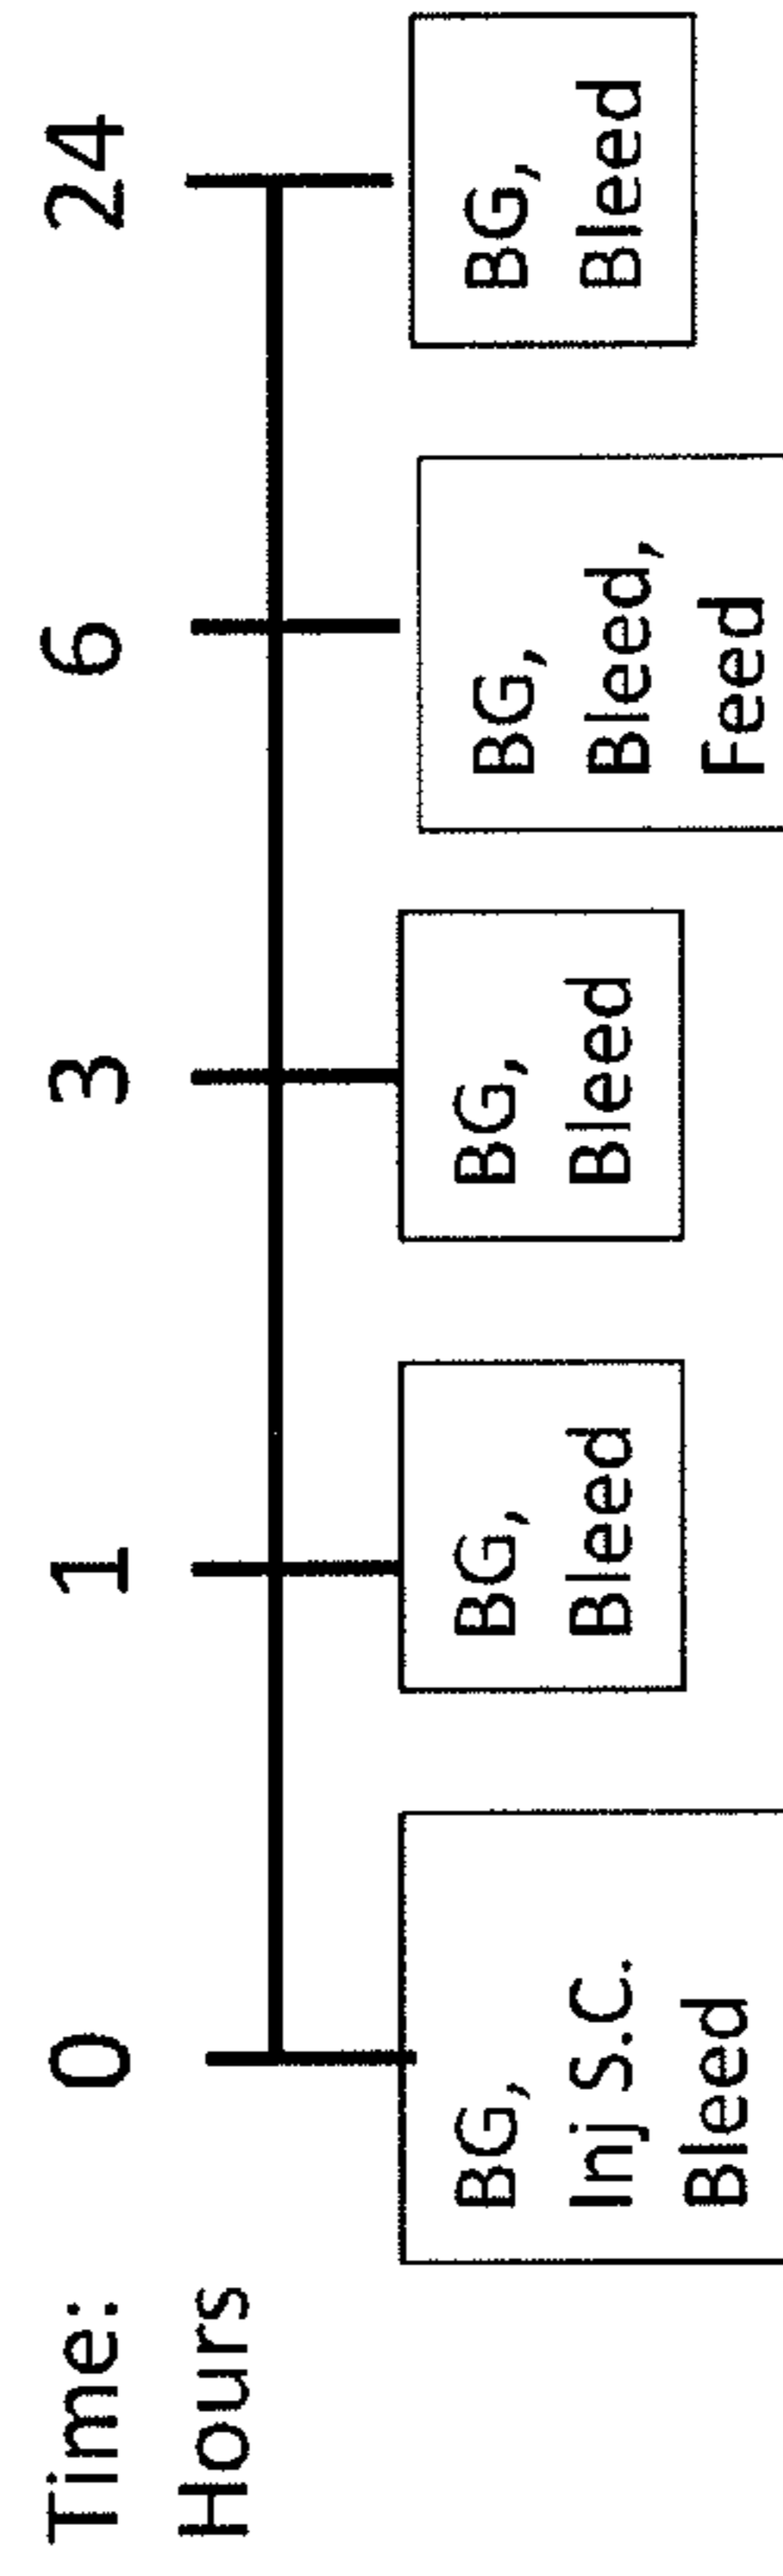 Time:
Hours
0
1
3
6
24
BG,
Inj S.C.
Bleed
BG,
Bleed
BG,
Bleed
BG,
Bleed,
Feed
BG,
Bleed